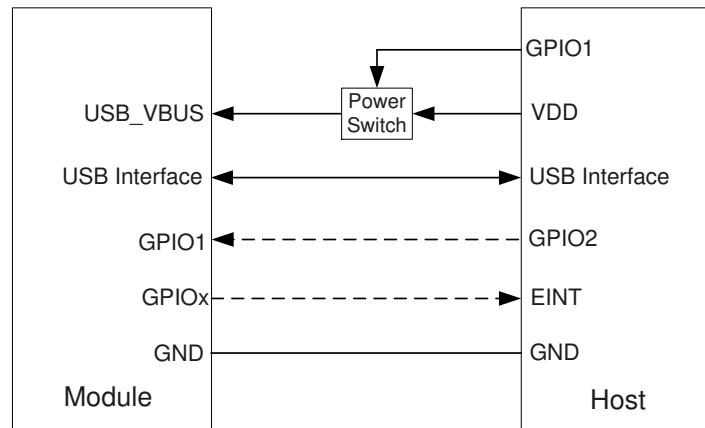 GPIO1
USB_VBUS
Power
Switch
VDD
USB Interface
USB Interface
GPIO1
GPIO2
GPIOx
EINT
GND
GND
Module
Host